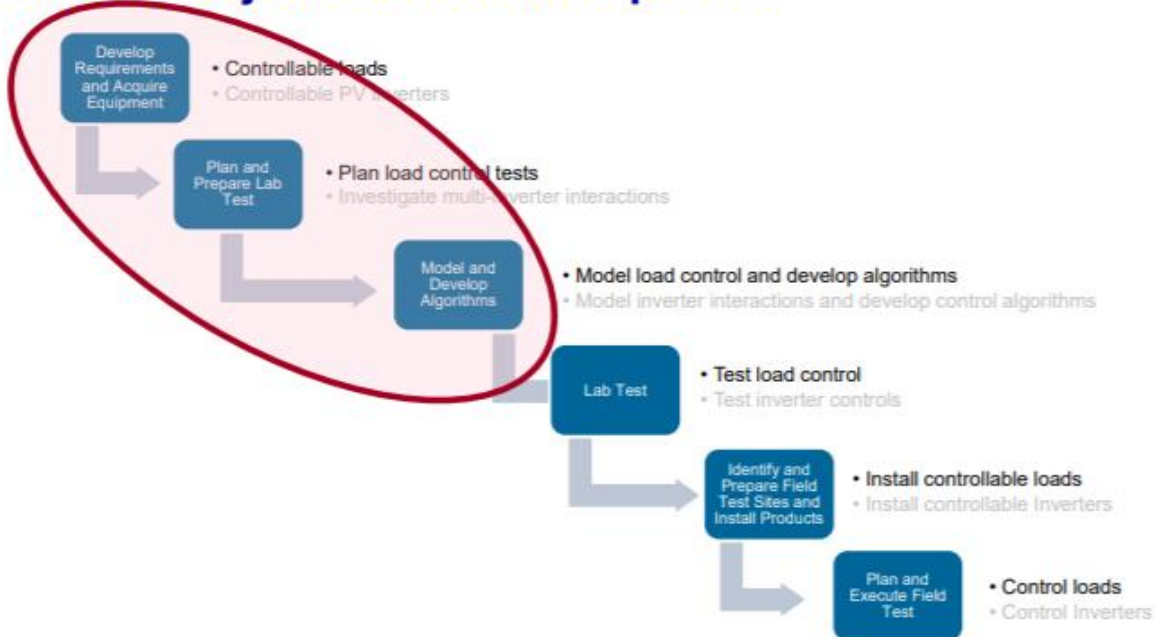 Develop
Requirements
and Acquire
Equipment
• Controllable loads
• Controllable PV Inverters
Plan and
Prepare Lab
Test
• Plan load control tests
• Investigate multi-inverter interactions
Model and
Develop
Algorithms
• Model load control and develop algorithms
• Model inverter interactions and develop control algorithms
Lab Test
• Test load control
• Test inverter controls
Identify and
Prepare Field
Test Sites and
Install Products
• Install controllable loads
• Install controllable Inverters
Plan and
Execute Field
Test
• Control loads
• Control Inverters